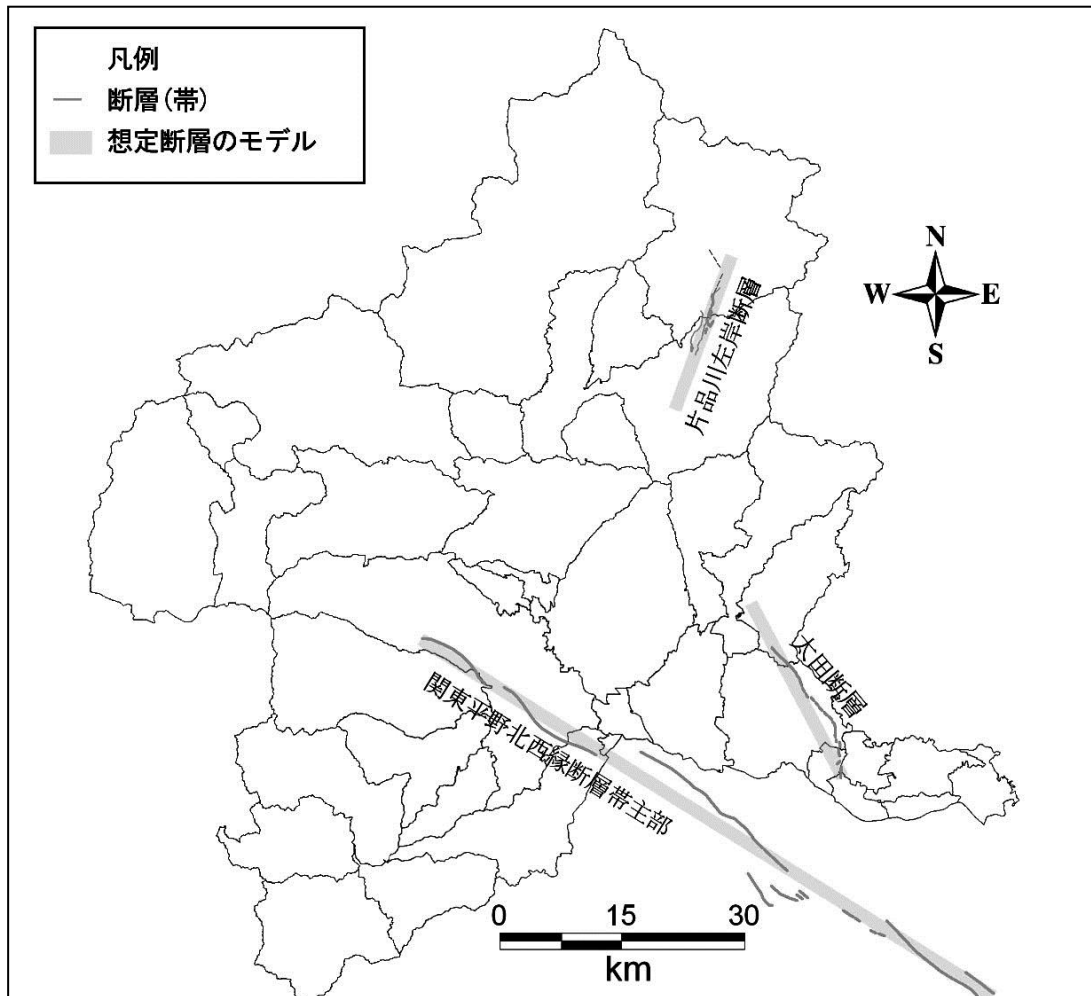 凡例
断層(帯)
想定断層のモデル
N
W
E
S
片品川左岸断層
太田断層
関東平野北西縁断層帯主部
0 15 30
km